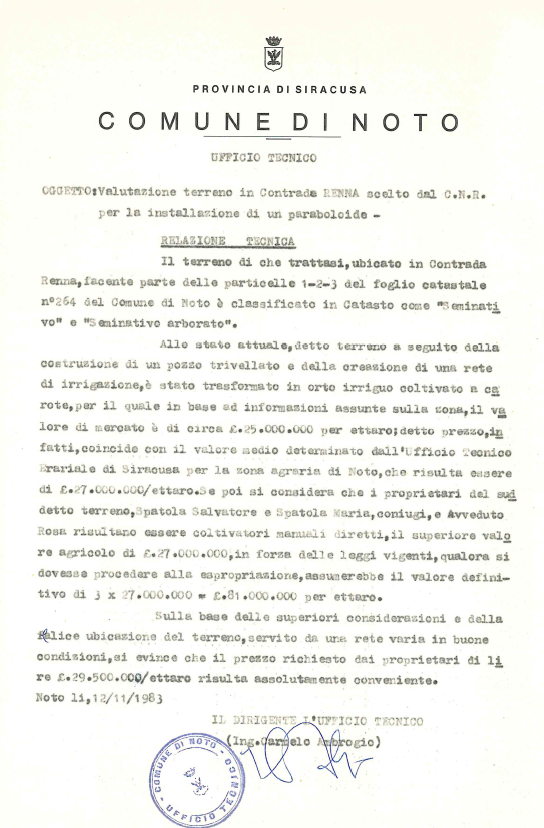 PROVINCIA DI SIRACUSA
COMUNE DI NOTO
UFFICIO TECNICO
OGGETTO:Valutazione terreno in Contrada RENNA scelto dal C.N.R.
per la installazione di un paraboloide -
RELAZIONE TECNICA
Il terreno di che trattasi,ubicato in Contrada
Renna,facente parte delle particelle 1-2-3 del foglio catastale
n°264 del Comune di Noto è classificato in Catasto come "Seminati
vo" e "Seminativo arborato".
Allo stato attuale,detto terreno a seguito della
costruzione di un pozzo trivellato e della creazione di una rete
di irrigazione,è stato trasformato in orto irriguo coltivato a ca
rote,per il quale in base ad informazioni assunte sulla zona,il va
lore di mercato è di circa £.25.000.000 per ettaro;detto prezzo,in
fatti,coincide con il valore medio determinato dall'Ufficio Tecnico
Erariale di Siracusa per la zona agraria di Noto,che risulta essere
di £.27.000.000/ettaro.Se poi si considera che i proprietari del sud
detto terreno,Spatola Salvatore e Spatola Maria,coniugi,e Avveduto
Rosa risultano essere coltivatori manuali diretti,il superiore valo
re agricolo di £.27.000.000,in forza delle leggi vigenti,qualora si
dovesse procedere alla espropriazione,assumerebbe il valore defini-
tivo di 3 x 27.000.000 = £.81.000.000 per ettaro.
Sulla base delle superiori considerazioni e della
felice ubicazione del terreno,servito da una rete varia in buone
condizioni,si evince che il prezzo richiesto dai proprietari di li
re £.29.500.000/ettaro risulta assolutamente conveniente.
Noto li,12/11/1983
IL DIRIGENTE L'UFFICIO TECNICO
(Ing.Carmelo Ambrogio)
COMUNE DI NOTO
UFFICIO TECNICO